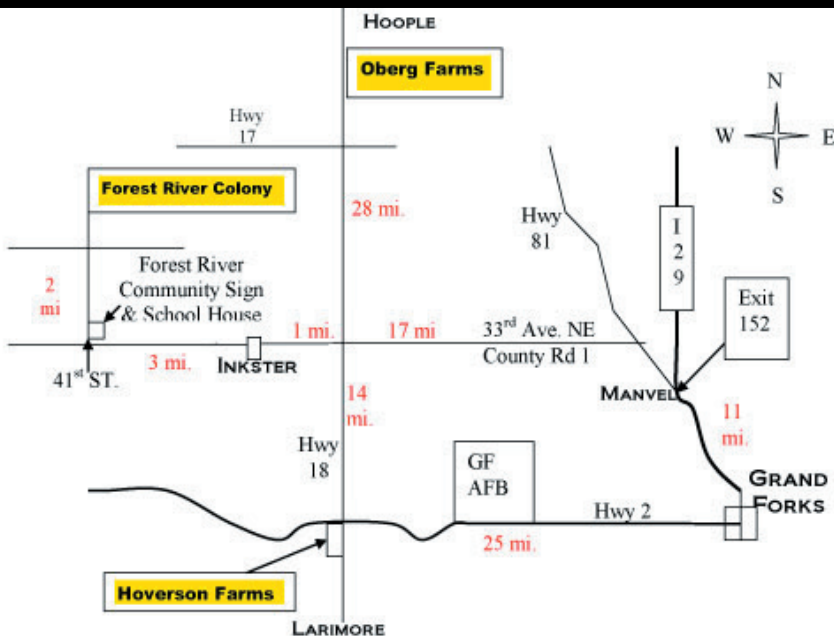 HOOPLE
Oberg Farms
N
W E
S
Hwy
17
Forest River Colony
28 mi.
Hwy
81
I
2
9
2
mi
Forest River
Community Sign
& School House
Exit
152
1 mi.
17 mi
33rd Ave. NE
County Rd 1
3 mi.
INKSTER
41st ST.
14
mi.
MANVEL
11
mi.
Hwy
18
GF
AFB
GRAND
FORKS
Hwy 2
25 mi.
Hoverson Farms
LARIMORE